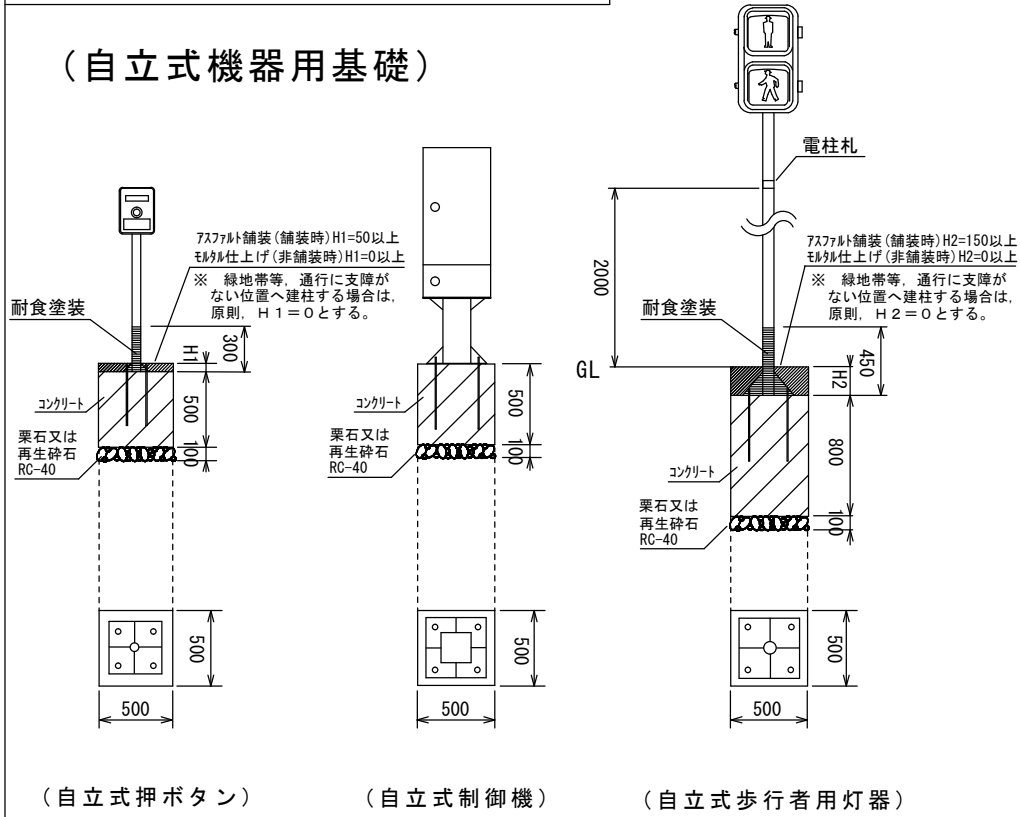 (自立式機器用基礎)
電柱札
アスファルト舗装(舗装時)H1=50以上
モルタル仕上げ(非舗装時)H1=0以上
※ 緑地帯等, 通行に支障が
ない位置へ建柱する場合は,
原則, H1=0とする。
耐食塗装
300
H1
コンクリート
500
栗石又は
再生砕石
RC-40
100
500
500
(自立式押ボタン)
コンクリート
500
栗石又は
再生砕石
RC-40
100
500
500
(自立式制御機)
2000
アスファルト舗装(舗装時)H2=150以上
モルタル仕上げ(非舗装時)H2=0以上
※ 緑地帯等, 通行に支障が
ない位置へ建柱する場合は,
原則, H2=0とする。
耐食塗装
GL
450
H2
コンクリート
800
栗石又は
再生砕石
RC-40
100
500
500
(自立式歩行者用灯器)